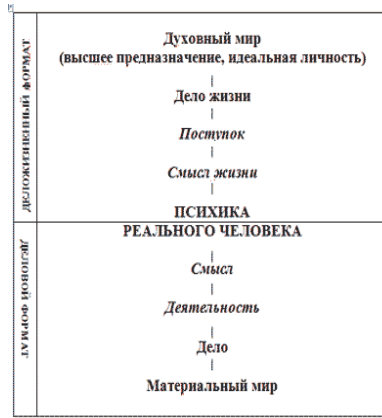 ДЕЛОЖИЗНЕННЫЙ ФОРМАТ
Духовный мир
(высшее предназначение, идеальная личность)
Дело жизни
Поступок
Смысл жизни
ПСИХИКА
РЕАЛЬНОГО ЧЕЛОВЕКА
ДЕЛОВОЙ ФОРМАТ
Смысл
Деятельность
Дело
Материальный мир